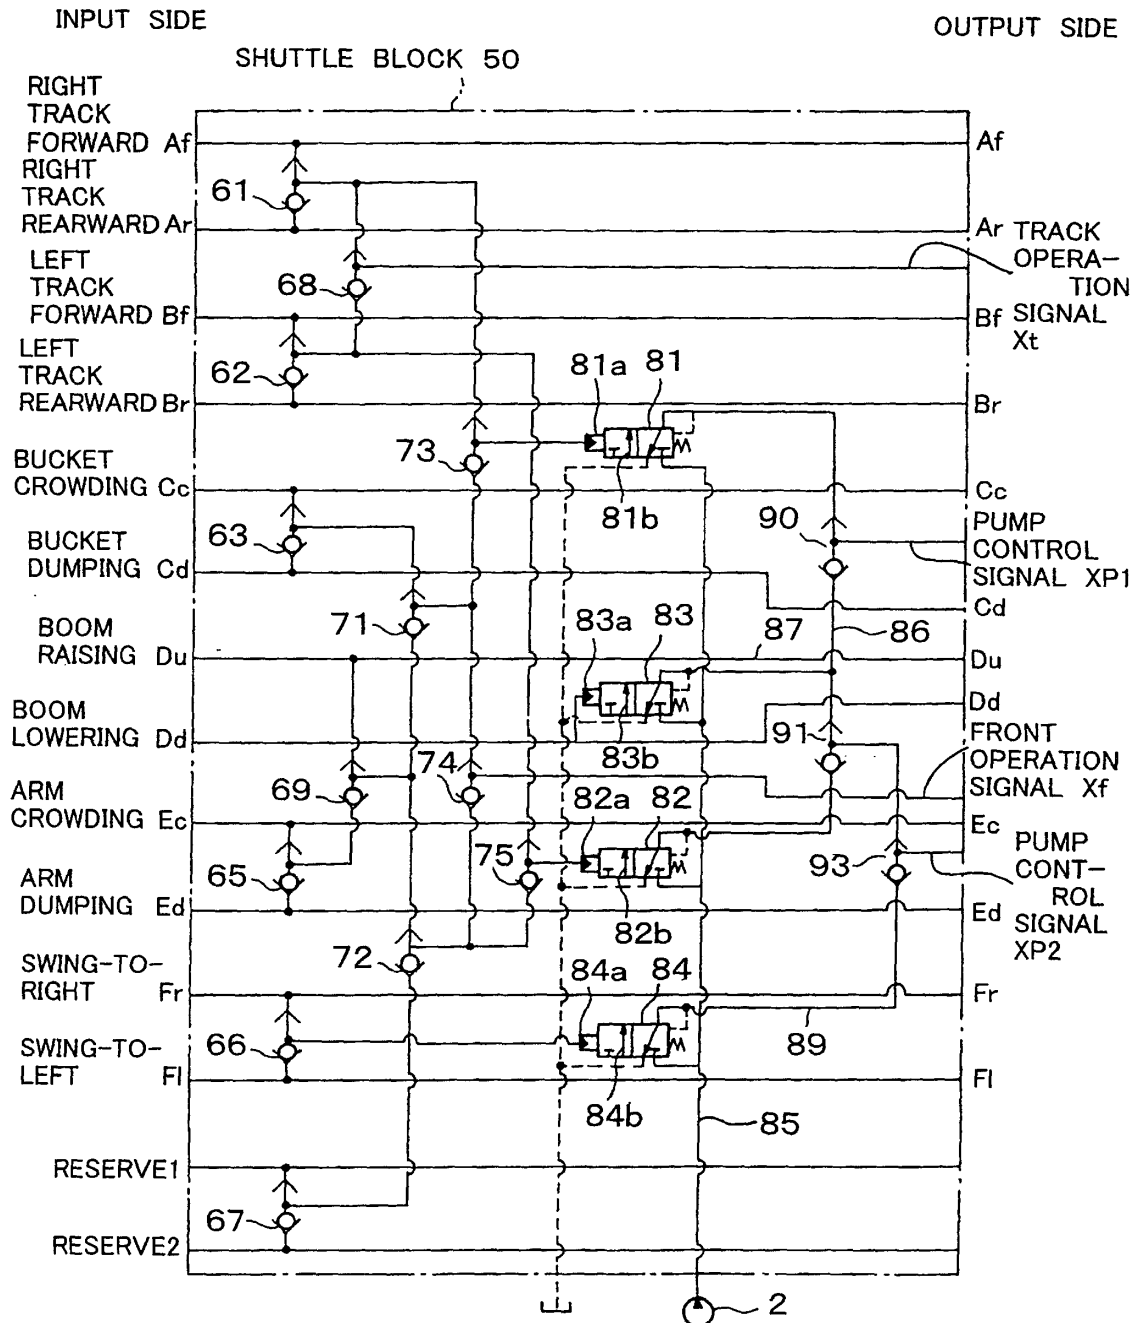 INPUT SIDE
OUTPUT SIDE
SHUTTLE BLOCK 50
RIGHT
TRACK
FORWARD Af
Af
RIGHT
TRACK
REARWARD Ar
61
Ar
TRACK
OPERA-
TION
SIGNAL
Xt
LEFT
TRACK
FORWARD Bf
68
Bf
LEFT
TRACK
REARWARD Br
62
81a
81
Br
73
BUCKET
CROWDING Cc
81b
Cc
90
PUMP
CONTROL
SIGNAL XP1
BUCKET
DUMPING Cd
63
Cd
71
83a
83
87
86
BOOM
RAISING Du
Du
Dd
BOOM
LOWERING Dd
83b
91
FRONT
OPERATION
SIGNAL Xf
74
69
82a
82
ARM
CROWDING Ec
Ec
75
93
PUMP
CONT-
ROL
SIGNAL
XP2
ARM
DUMPING Ed
65
82b
Ed
72
84a
84
SWING-TO-
RIGHT Fr
Fr
89
SWING-TO-
LEFT Fl
66
84b
Fl
85
RESERVE1
67
RESERVE2
2